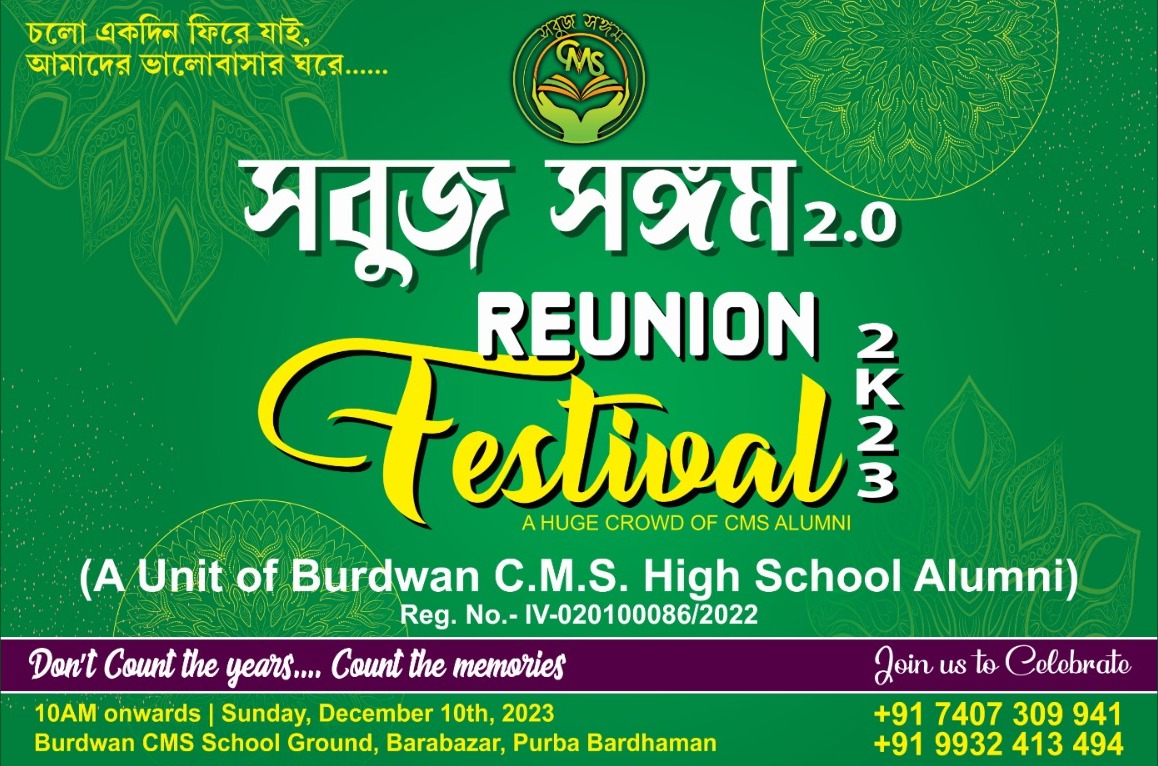 চলো একদিন ফিরে যাই,
আমাদের ভালোবাসার ঘরে......
সবুজ সঙ্গম
CMS
সবুজ সঙ্গম 2.0
REUNION
Festival
2K23
A HUGE CROWD OF CMS ALUMNI
(A Unit of Burdwan C.M.S. High School Alumni)
Reg. No.- IV-020100086/2022
Don't Count the years.... Count the memories
Join us to Celebrate
10AM onwards | Sunday, December 10th, 2023
Burdwan CMS School Ground, Barabazar, Purba Bardhaman
+91 7407 309 941
+91 9932 413 494